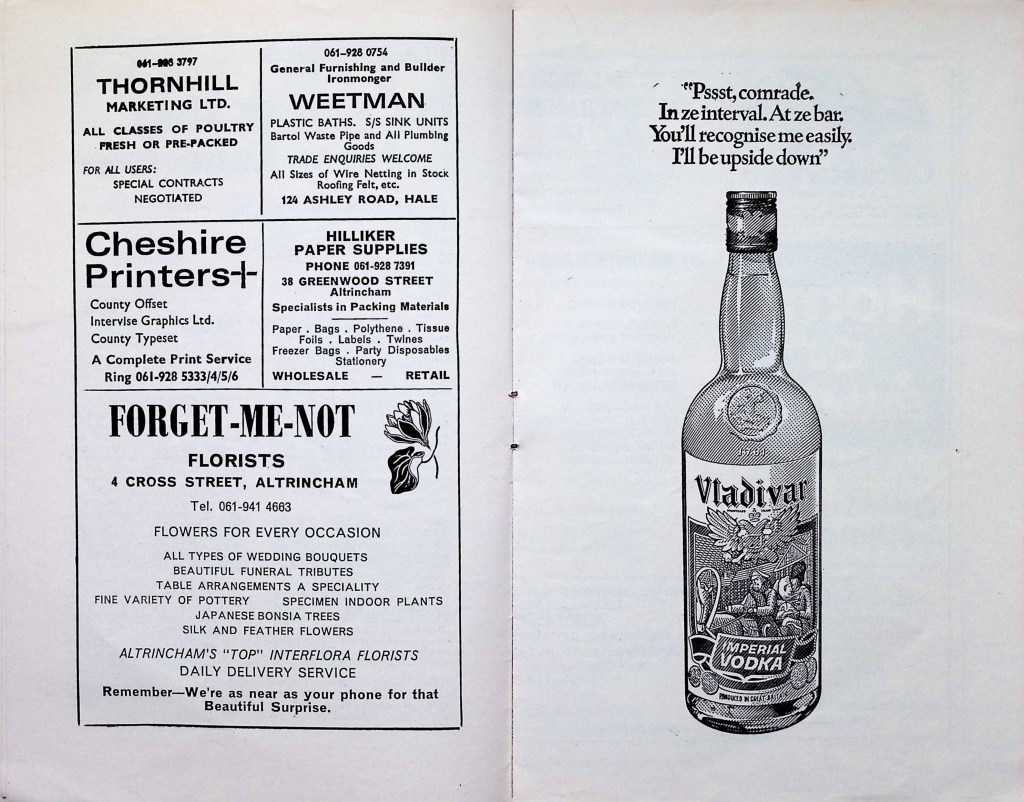 061-928 3797
THORNHILL
MARKETING LTD.
ALL CLASSES OF POULTRY
FRESH OR PRE-PACKED
FOR ALL USERS:
SPECIAL CONTRACTS
NEGOTIATED
061-928 0754
General Furnishing and Builder
Ironmonger
WEETMAN
PLASTIC BATHS. S/S SINK UNITS
Bartol Waste Pipe and All Plumbing
Goods
TRADE ENQUIRIES WELCOME
All Sizes of Wire Netting in Stock
Roofing Felt, etc.
124 ASHLEY ROAD, HALE
Cheshire
Printers+
County Offset
Intervise Graphics Ltd.
County Typeset
A Complete Print Service
Ring 061-928 5333/4/5/6
HILLIKER
PAPER SUPPLIES
PHONE 061-928 7391
38 GREENWOOD STREET
Altrincham
Specialists in Packing Materials
Paper . Bags . Polythene . Tissue
Foils . Labels . Twines
Freezer Bags . Party Disposables
Stationery
WHOLESALE — RETAIL
FORGET-ME-NOT
FLORISTS
4 CROSS STREET, ALTRINCHAM
Tel. 061-941 4663
FLOWERS FOR EVERY OCCASION
ALL TYPES OF WEDDING BOUQUETS
BEAUTIFUL FUNERAL TRIBUTES
TABLE ARRANGEMENTS A SPECIALITY
FINE VARIETY OF POTTERY SPECIMEN INDOOR PLANTS
JAPANESE BONSIA TREES
SILK AND FEATHER FLOWERS
ALTRINCHAM'S "TOP" INTERFLORA FLORISTS
DAILY DELIVERY SERVICE
Remember—We're as near as your phone for that
Beautiful Surprise.
"Pssst, comrade.
In ze interval. At ze bar.
You'll recognise me easily.
I'll be upside down"
Vladivar
IMPERIAL
VODKA
PRODUCED IN GREAT BRITAIN